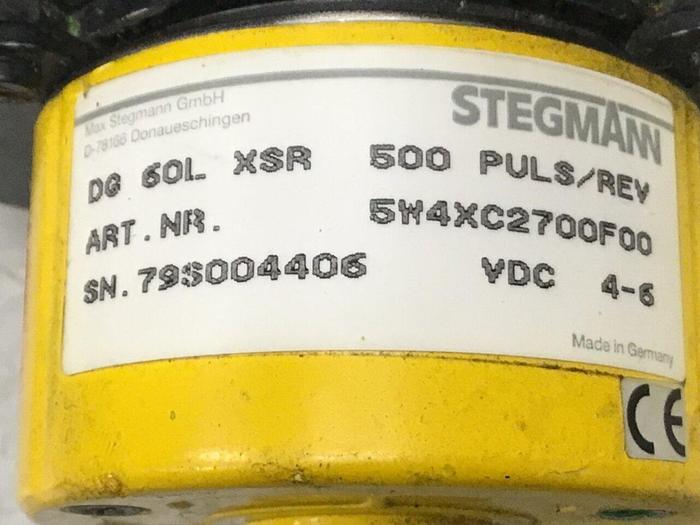 Max Stegmann GmbH
D-78166 Donaueschingen
STEGMANN
DG 60L XSR 500 PULS/REV
ART.NR. 5W4XC2700F00
SN.79S004406 VDC 4-6
Made in Germany
CE